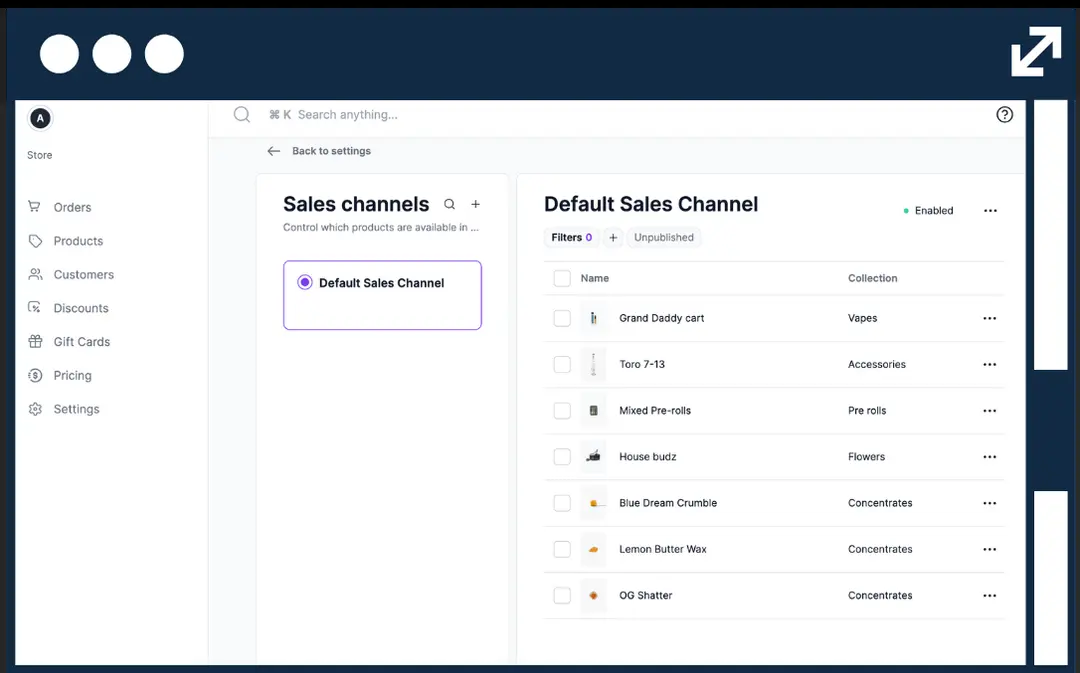 A
⌘ K Search anything...
?
Store
Back to settings
Orders
Products
Customers
Discounts
Gift Cards
Pricing
Settings
Sales channels
Control which products are available in ...
Default Sales Channel
Default Sales Channel
Enabled
Filters 0 + Unpublished
Name Collection
Grand Daddy cart Vapes
Toro 7-13 Accessories
Mixed Pre-rolls Pre rolls
House budz Flowers
Blue Dream Crumble Concentrates
Lemon Butter Wax Concentrates
OG Shatter Concentrates